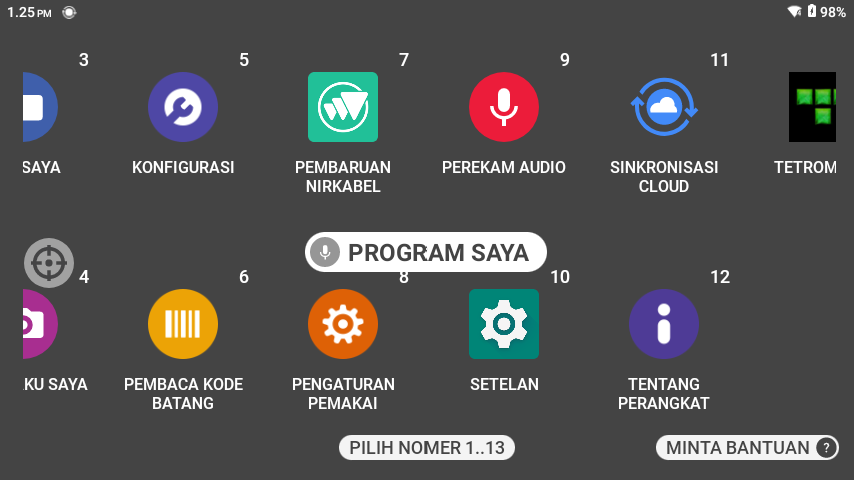 1.25 PM
98%
3
5
7
9
11
SAYA
KONFIGURASI
PEMBARUAN
NIRKABEL
PEREKAM AUDIO
SINKRONISASI
CLOUD
TETROM
PROGRAM SAYA
4
6
8
10
12
KU SAYA
PEMBACA KODE
BATANG
PENGATURAN
PEMAKAI
SETELAN
TENTANG
PERANGKAT
PILIH NOMER 1..13
MINTA BANTUAN ?